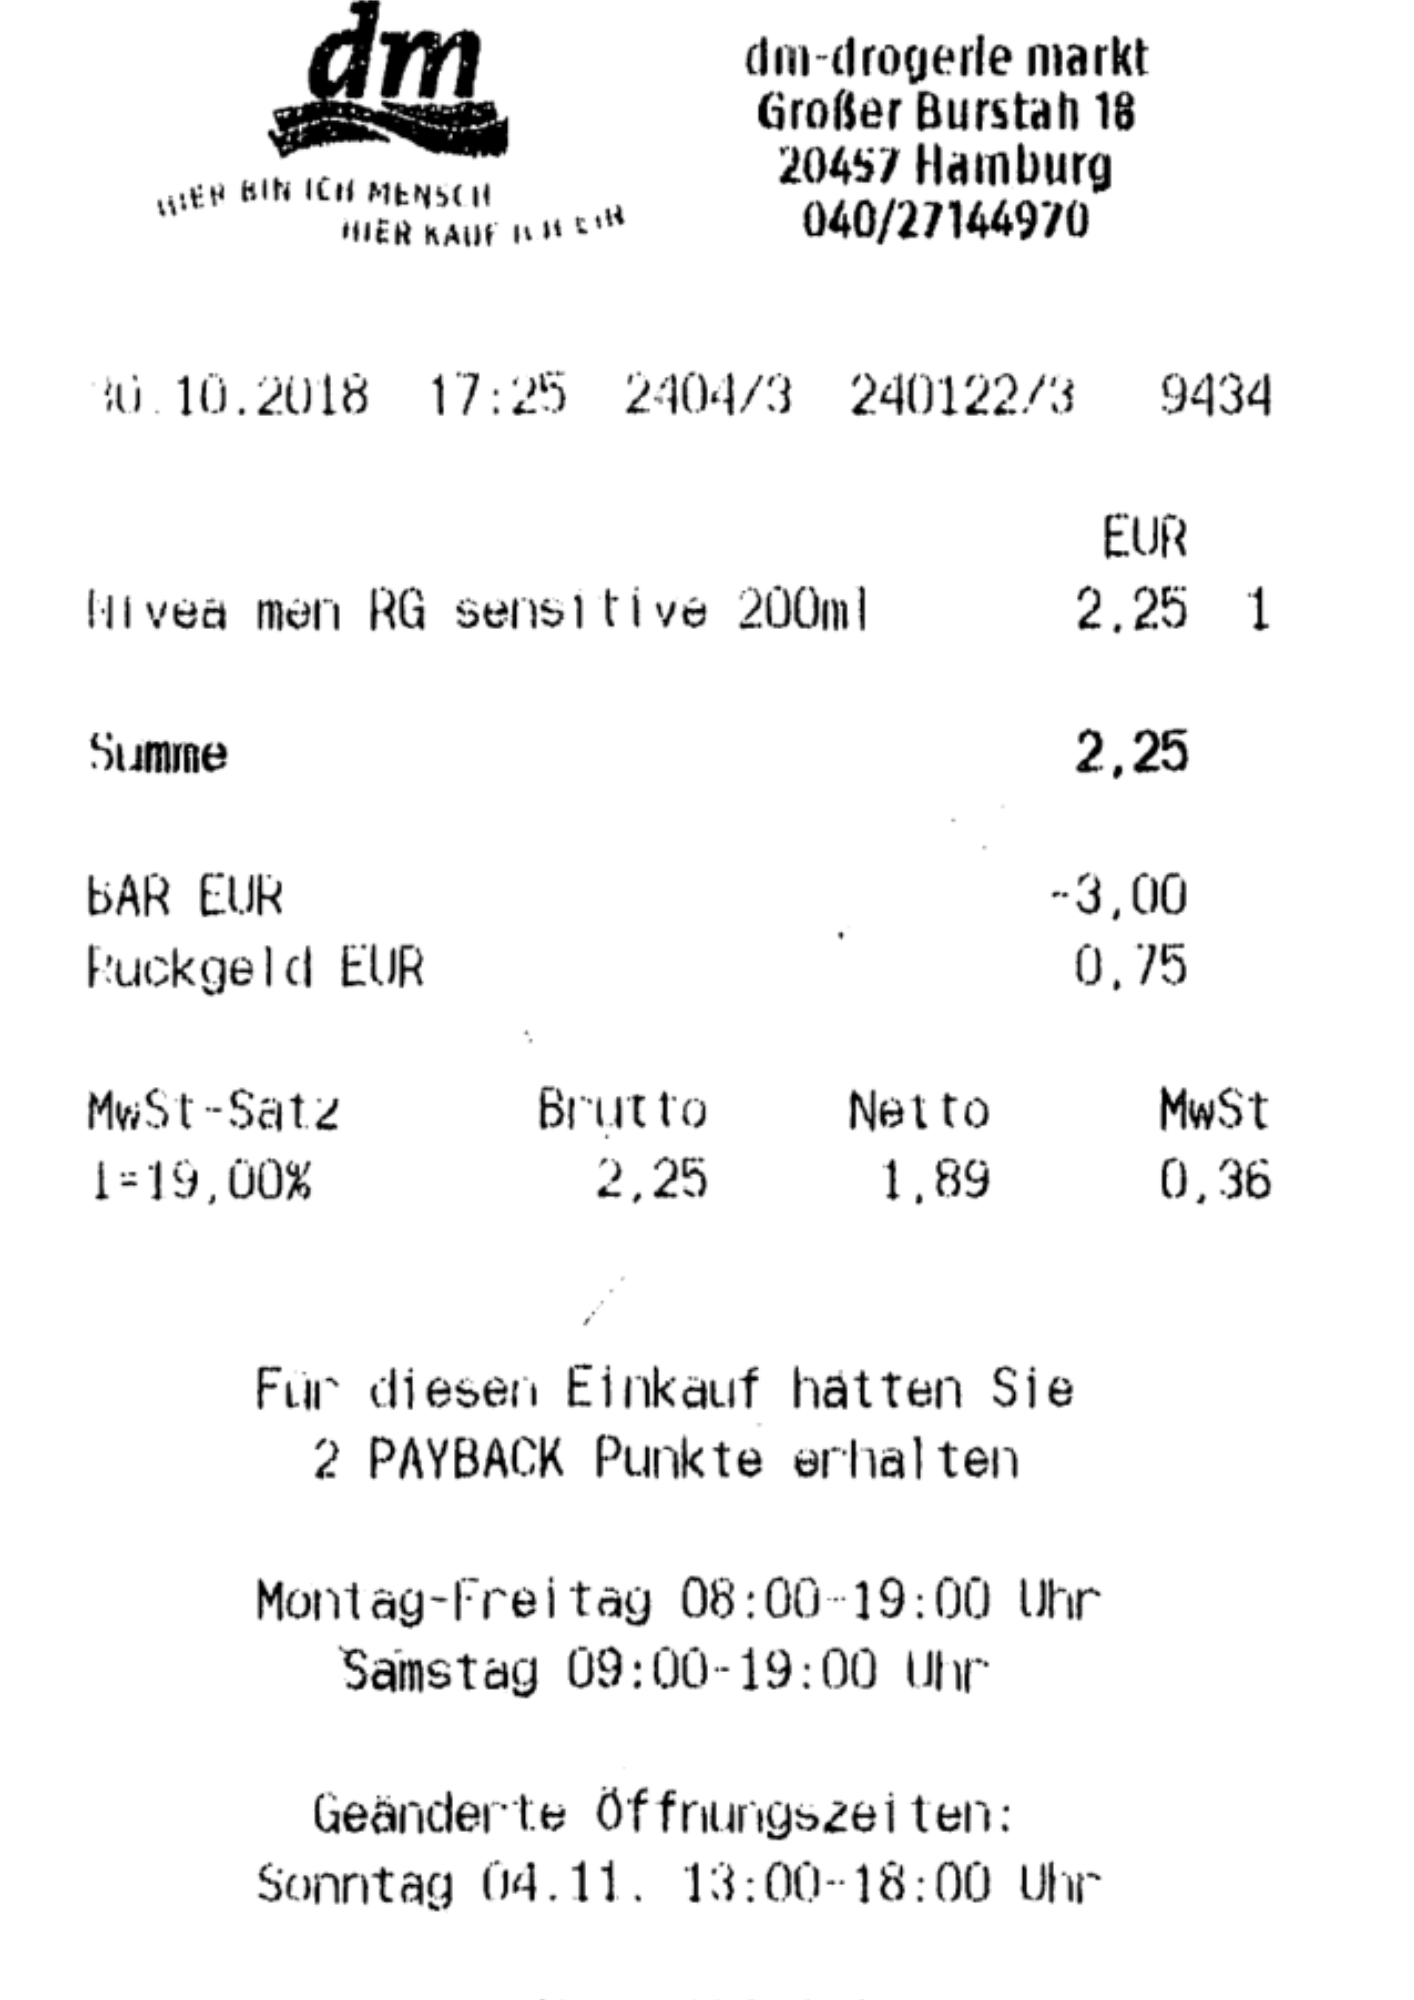 dm
HIER BIN ICH MENSCH
HIER KAUF ICH EIN
dm-drogerie markt
Großer Burstah 18
20457 Hamburg
040/27144970
30.10.2018 17:25 2404/3 240122/3 9434
EUR
Nivea men RG sensitive 200ml 2,25 1
Summe 2,25
BAR EUR -3,00
Rückgeld EUR 0,75
MwSt-Satz Brutto Netto MwSt
1=19,00% 2,25 1,89 0,36
Für diesen Einkauf hätten Sie
2 PAYBACK Punkte erhalten
Montag-Freitag 08:00-19:00 Uhr
Samstag 09:00-19:00 Uhr
Geänderte Öffnungszeiten:
Sonntag 04.11. 13:00-18:00 Uhr